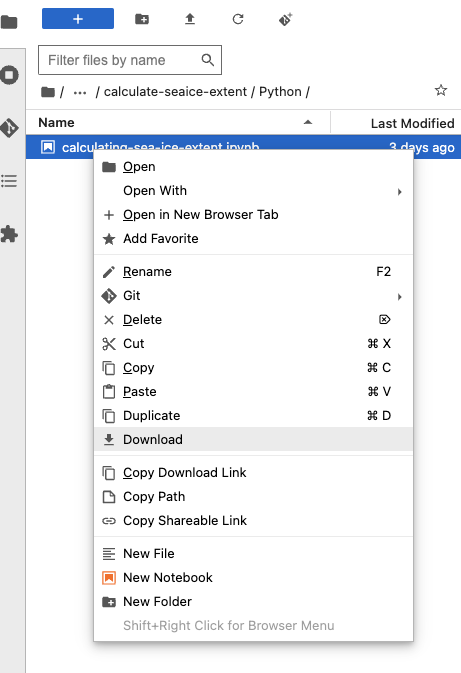 Filter files by name
/ ··· / calculate-seaice-extent / Python /
Name Last Modified
calculating-sea-ice-extent.ipynb 3 days ago
Open
Open With
Open in New Browser Tab
Add Favorite
Rename F2
Git
Delete
Cut ⌘ X
Copy ⌘ C
Paste ⌘ V
Duplicate ⌘ D
Download
Copy Download Link
Copy Path
Copy Shareable Link
New File
New Notebook
New Folder
Shift+Right Click for Browser Menu